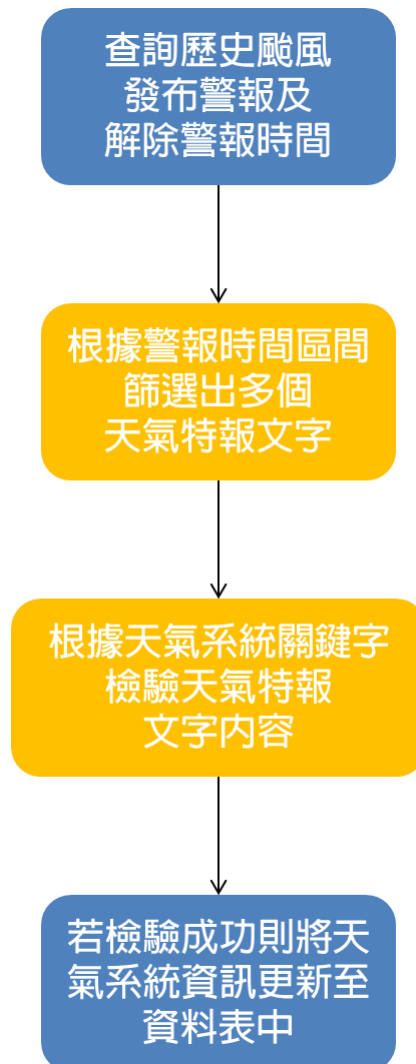 查詢歷史颱風
發布警報及
解除警報時間
根據警報時間區間
篩選出多個
天氣特報文字
根據天氣系統關鍵字
檢驗天氣特報
文字內容
若檢驗成功則將天
氣系統資訊更新至
資料表中